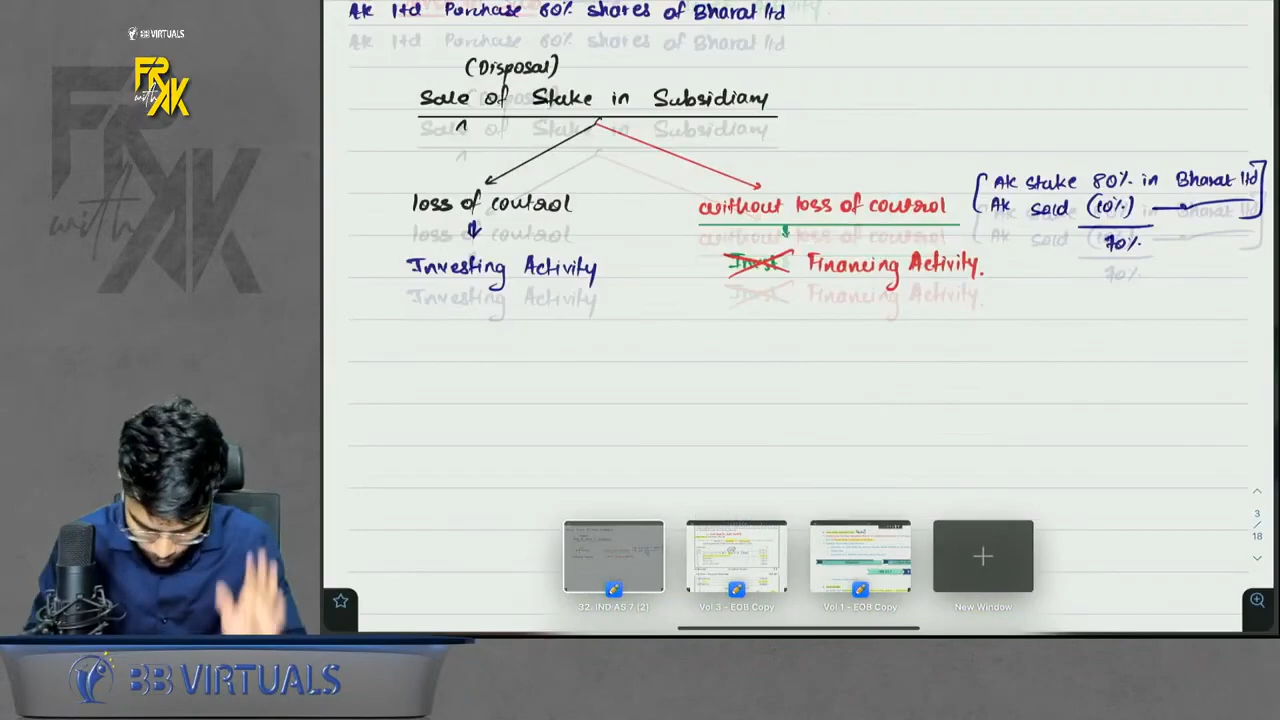 Ak ltd Purchase 80% shares of Bharat ltd
BB VIRTUALS
FR
with AK
(Disposal)
Sale of Stake in Subsidiary
loss of control
without loss of control
Investing Activity
Invst Financing Activity.
[Ak stake 80% in Bharat ltd]
Ak sold (10%)
70%
3
/
18
32. IND AS 7 (2)
Vol 3 - EOB Copy
Vol 1 - EOB Copy
New Window
BB VIRTUALS